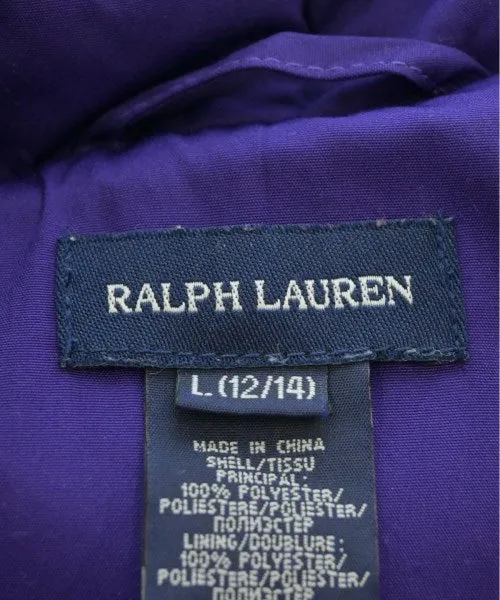 RALPH LAUREN
L (12/14)
MADE IN CHINA
SHELL/TISSU
PRINCIPAL:
100% POLYESTER/
POLIESTERE/POLIESTER/
ПОЛИЭСТЕР
LINING/DOUBLURE:
100% POLYESTER/
POLIESTERE/POLIESTER/